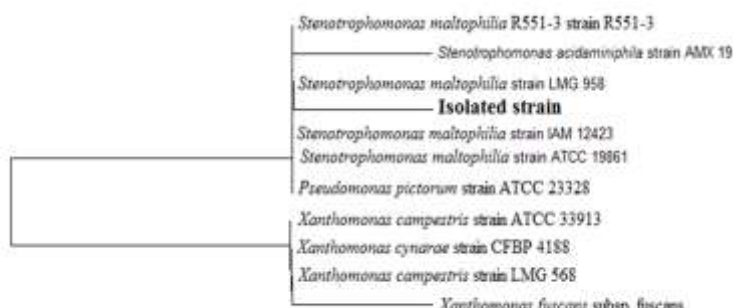 Stenotrophomonas maltophilia R551-3 strain R551-3
Stenotrophomonas acidaminiphila strain AMX 19
Stenotrophomonas maltophilia strain LMG 958
Isolated strain
Stenotrophomonas maltophilia strain IAM 12423
Stenotrophomonas maltophilia strain ATCC 19861
Pseudomonas pictorum strain ATCC 23328
Xanthomonas campestris strain ATCC 33913
Xanthomonas cynarae strain CFBP 4188
Xanthomonas campestris strain LMG 568
Xanthomonas fuscans subsp. fuscans